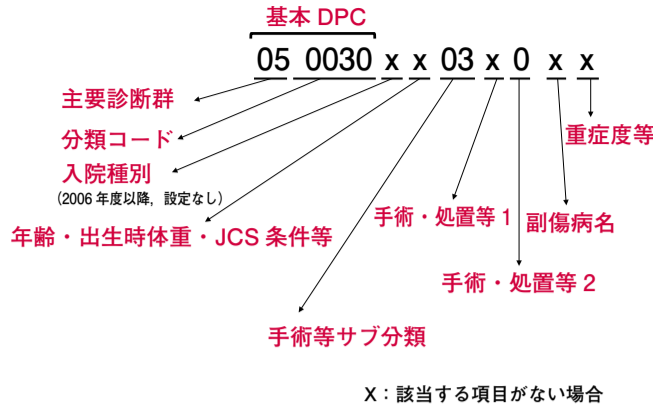 基本 DPC
05 0030 x x 03 x 0 x x
主要診断群
分類コード
入院種別
(2006 年度以降，設定なし)
年齢・出生時体重・JCS 条件等
手術等サブ分類
手術・処置等 1
手術・処置等 2
副傷病名
重症度等
X：該当する項目がない場合